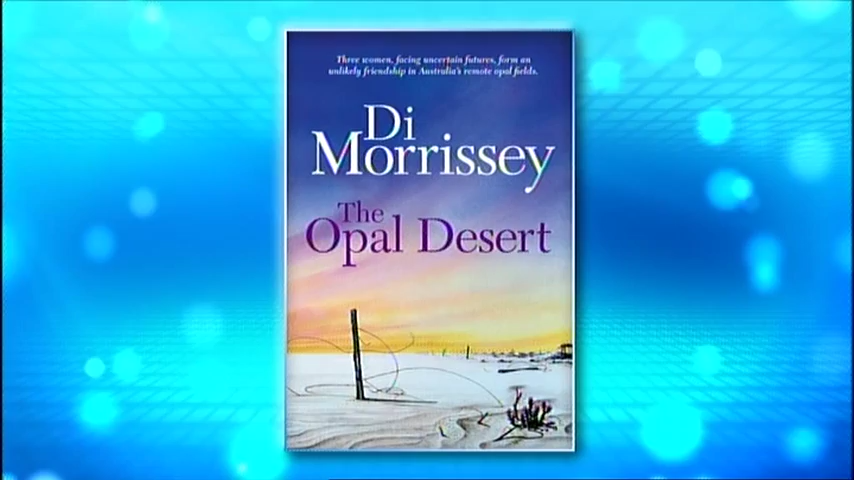 Three women, facing uncertain futures, form an
unlikely friendship in Australia's remote opal fields.
Di
Morrissey
The
Opal Desert